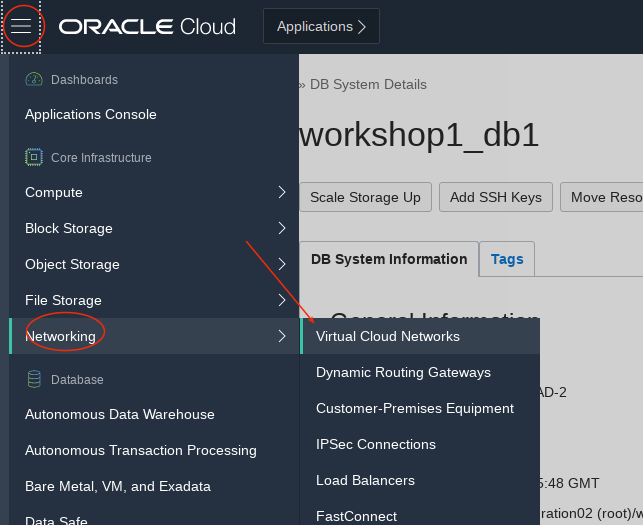 ORACLE Cloud
Applications
Dashboards
Applications Console
Core Infrastructure
Compute
Block Storage
Object Storage
File Storage
Networking
Database
Autonomous Data Warehouse
Autonomous Transaction Processing
Bare Metal, VM, and Exadata
Data Safe
» DB System Details
workshop1_db1
Scale Storage Up
Add SSH Keys
Move Reso
DB System Information
Tags
General Information
Virtual Cloud Networks
Dynamic Routing Gateways
Customer-Premises Equipment
IPSec Connections
Load Balancers
FastConnect
AD-2
5:48 GMT
ration02 (root)/w